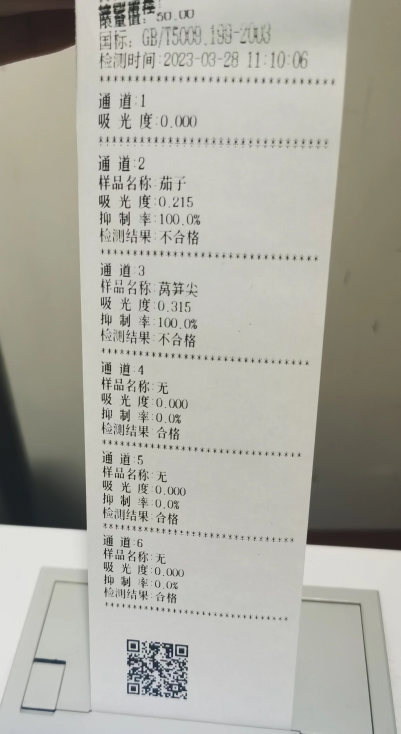 50.00
国标: GB/T5009.199-2003
检测时间:2023-03-28 11:10:06
********************************
通 道:1
吸 光 度:0.000
********************************
通 道:2
样品名称:茄子
吸 光 度:0.215
抑 制 率:100.0%
检测结果:不合格
********************************
通 道:3
样品名称:莴笋尖
吸 光 度:0.315
抑 制 率:100.0%
检测结果:不合格
********************************
通 道:4
样品名称:无
吸 光 度:0.000
抑 制 率:0.0%
检测结果:合格
********************************
通 道:5
样品名称:无
吸 光 度:0.000
抑 制 率:0.0%
检测结果:合格
********************************
通 道:6
样品名称:无
吸 光 度:0.000
抑 制 率:0.0%
检测结果:合格
********************************